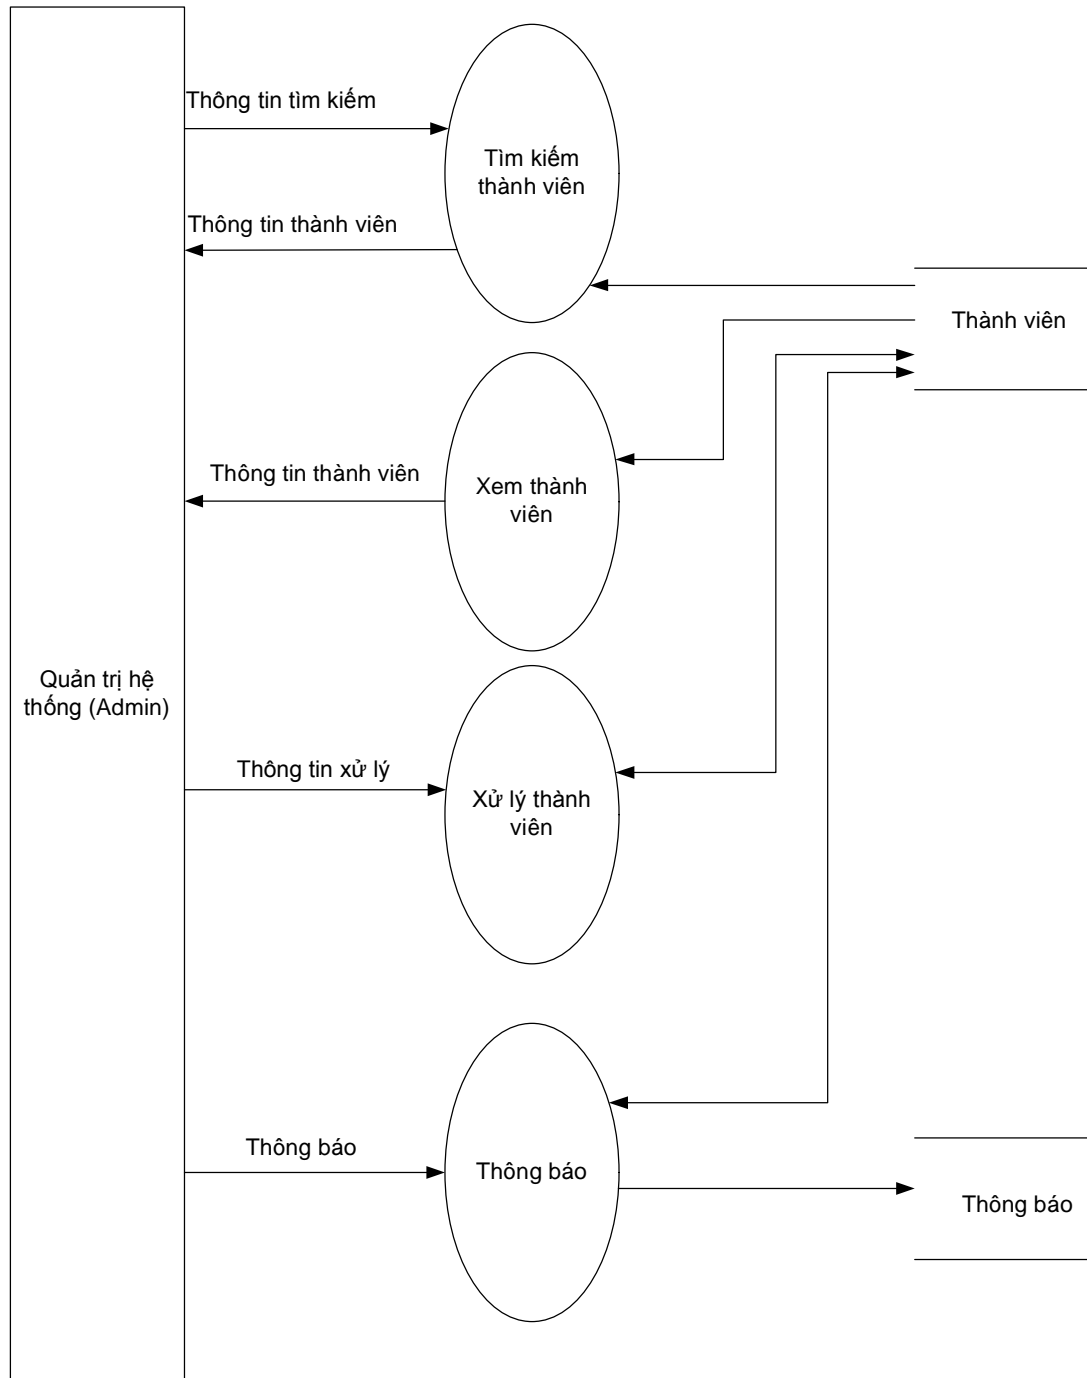 Thông tin tìm kiếm
Tìm kiếm
thành viên
Thông tin thành viên
Thành viên
Thông tin thành viên
Xem thành
viên
Quản trị hệ
thống (Admin)
Thông tin xử lý
Xử lý thành
viên
Thông báo
Thông báo
Thông báo